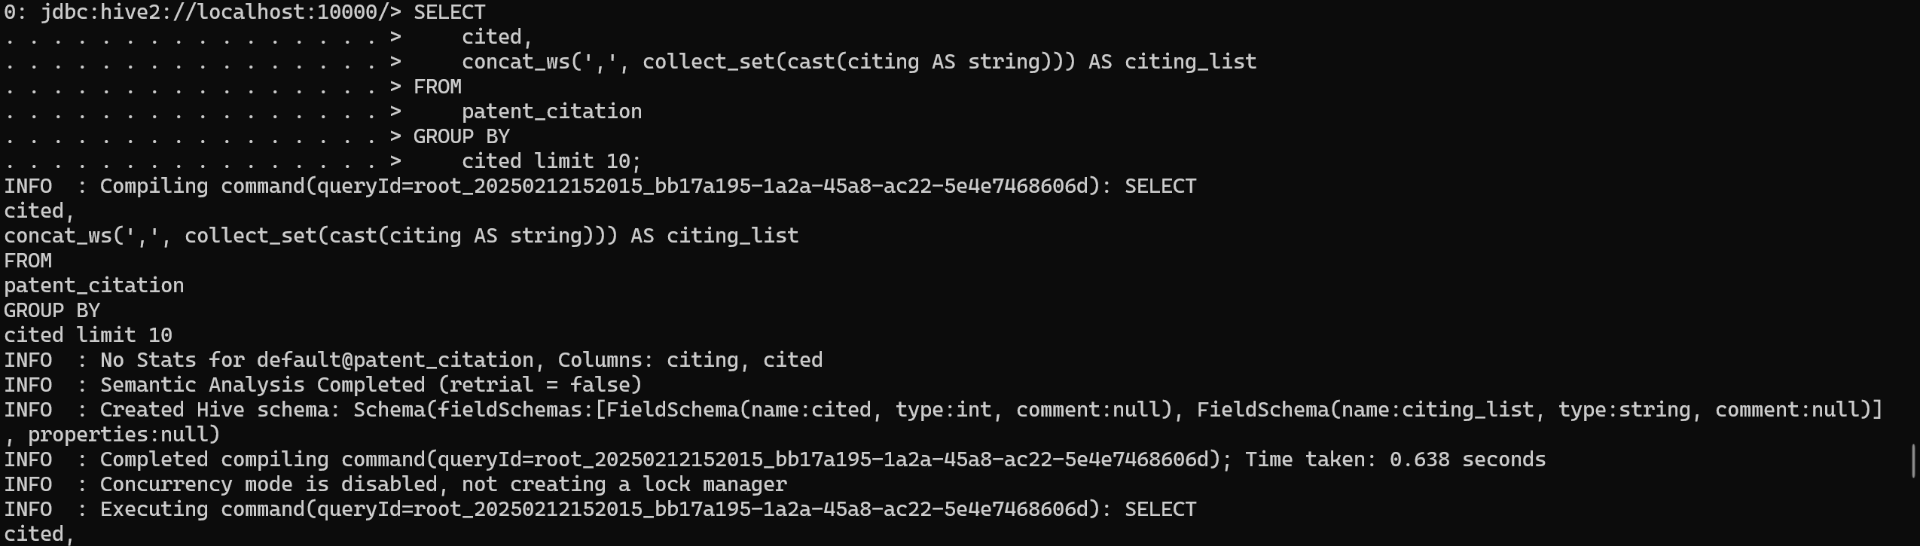 0: jdbc:hive2://localhost:10000/> SELECT
. . . . . . . . . . . . . . . . >     cited,
. . . . . . . . . . . . . . . . >     concat_ws(',', collect_set(cast(citing AS string))) AS citing_list
. . . . . . . . . . . . . . . . > FROM
. . . . . . . . . . . . . . . . >     patent_citation
. . . . . . . . . . . . . . . . > GROUP BY
. . . . . . . . . . . . . . . . >     cited limit 10;
INFO  : Compiling command(queryId=root_20250212152015_bb17a195-1a2a-45a8-ac22-5e4e7468606d): SELECT
cited,
concat_ws(',', collect_set(cast(citing AS string))) AS citing_list
FROM
patent_citation
GROUP BY
cited limit 10
INFO  : No Stats for default@patent_citation, Columns: citing, cited
INFO  : Semantic Analysis Completed (retrial = false)
INFO  : Created Hive schema: Schema(fieldSchemas:[FieldSchema(name:cited, type:int, comment:null), FieldSchema(name:citing_list, type:string, comment:null)]
, properties:null)
INFO  : Completed compiling command(queryId=root_20250212152015_bb17a195-1a2a-45a8-ac22-5e4e7468606d); Time taken: 0.638 seconds
INFO  : Concurrency mode is disabled, not creating a lock manager
INFO  : Executing command(queryId=root_20250212152015_bb17a195-1a2a-45a8-ac22-5e4e7468606d): SELECT
cited,